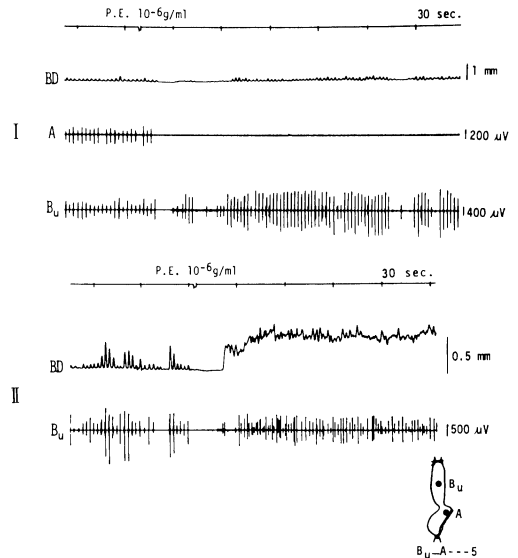 P.E. 10-6g/ml 30 sec.
BD 1 mm
I A 200 µV
Bu 400 µV
P.E. 10-6g/ml 30 sec.
BD 0.5 mm
II
Bu 500 µV
Bu
A
Bu—A---5